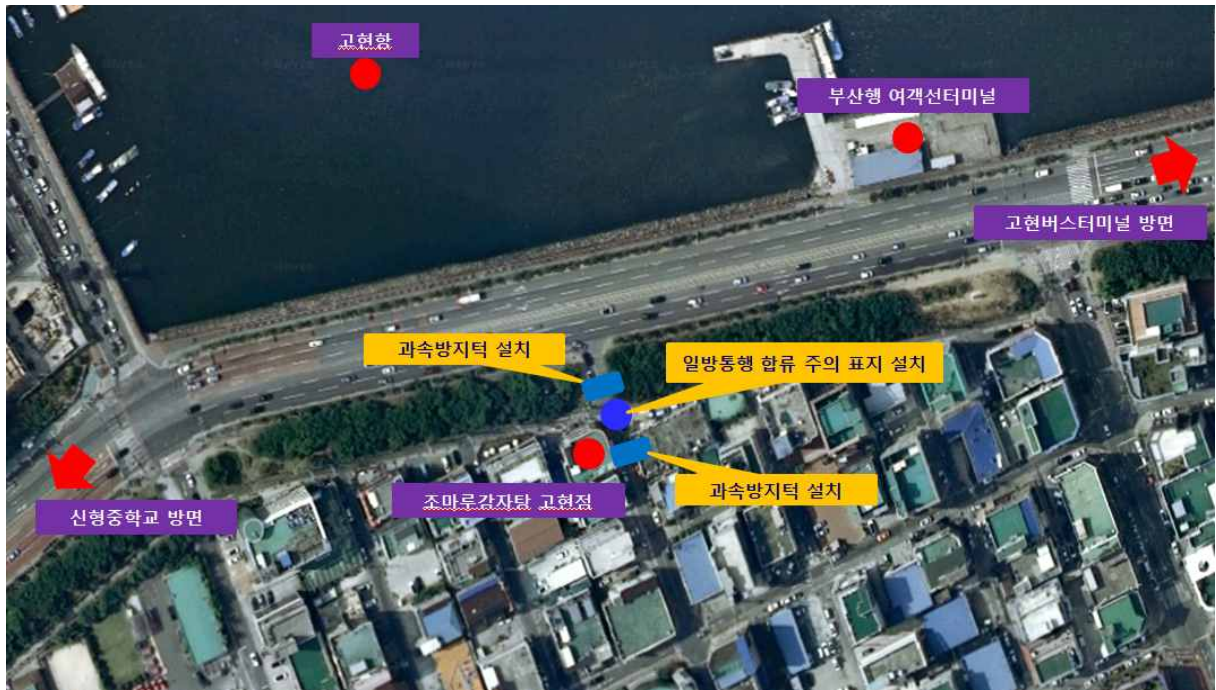 고현항
부산행 여객선터미널
고현버스터미널 방면
과속방지턱 설치
일방통행 합류 주의 표지 설치
과속방지턱 설치
조마루감자탕 고현점
신형중학교 방면